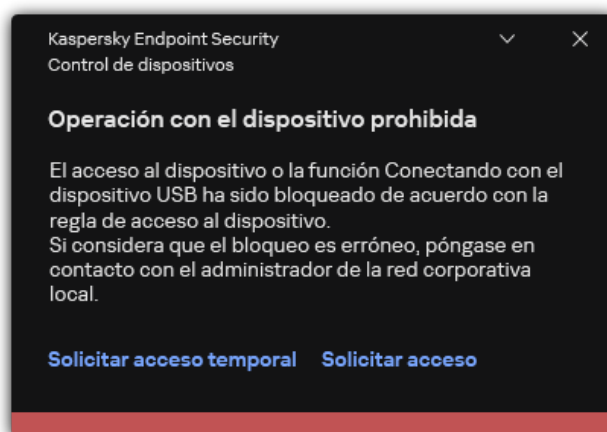 Kaspersky Endpoint Security
Control de dispositivos
Operación con el dispositivo prohibida
El acceso al dispositivo o la función Conectando con el
dispositivo USB ha sido bloqueado de acuerdo con la
regla de acceso al dispositivo.
Si considera que el bloqueo es erróneo, póngase en
contacto con el administrador de la red corporativa
local.
Solicitar acceso temporal Solicitar acceso